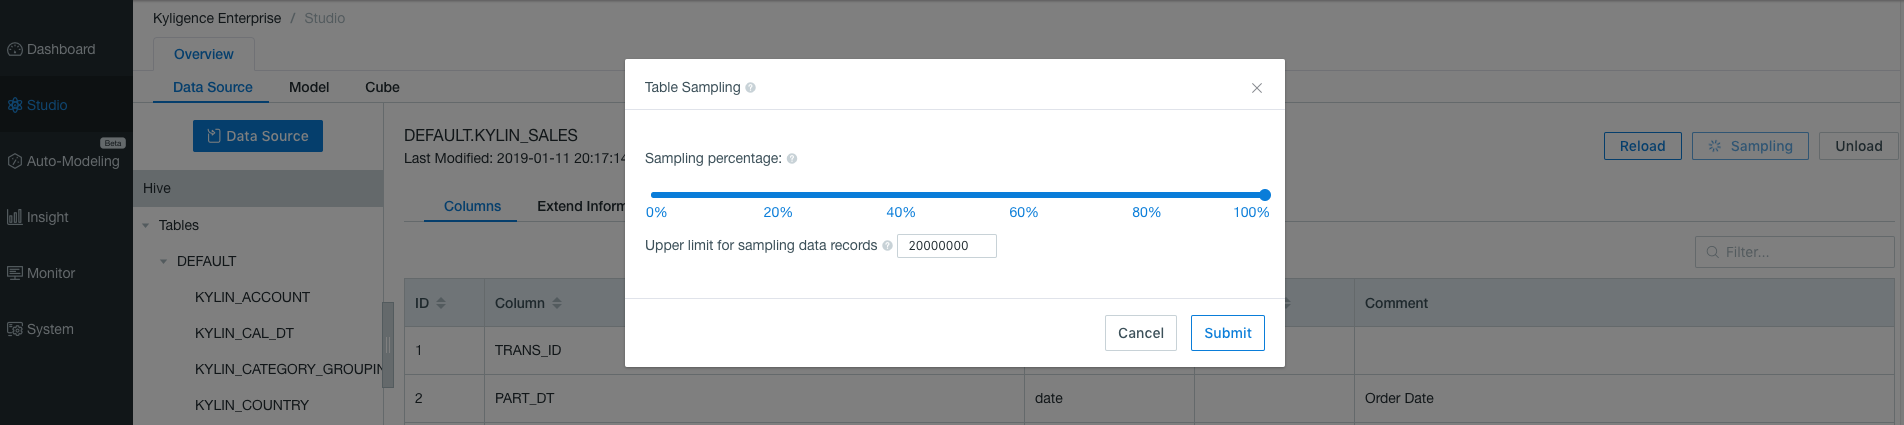 Kyligence Enterprise / Studio
Dashboard
Studio
Beta
Auto-Modeling
Insight
Monitor
System
Overview
Data Source
Model
Cube
Data Source
Hive
Tables
DEFAULT
KYLIN_ACCOUNT
KYLIN_CAL_DT
KYLIN_CATEGORY_GROUPIN
KYLIN_COUNTRY
DEFAULT.KYLIN_SALES
Last Modified: 2019-01-11 20:17:14
Reload
Sampling
Unload
Columns
Extend Inform
Filter...
ID
Column
Comment
1
TRANS_ID
2
PART_DT
date
Order Date
Table Sampling
Sampling percentage:
0% 20% 40% 60% 80% 100%
Upper limit for sampling data records 20000000
Cancel
Submit